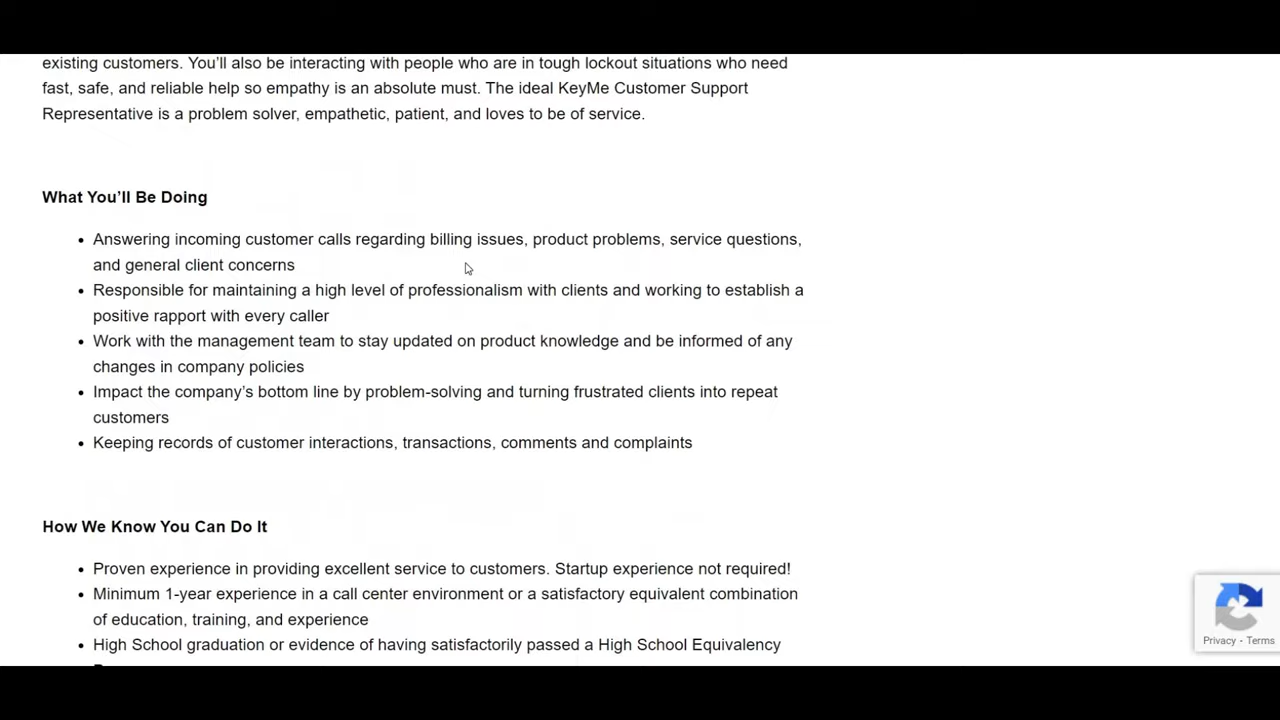 existing customers. You’ll also be interacting with people who are in tough lockout situations who need
fast, safe, and reliable help so empathy is an absolute must. The ideal KeyMe Customer Support
Representative is a problem solver, empathetic, patient, and loves to be of service.
What You’ll Be Doing
• Answering incoming customer calls regarding billing issues, product problems, service questions,
and general client concerns
• Responsible for maintaining a high level of professionalism with clients and working to establish a
positive rapport with every caller
• Work with the management team to stay updated on product knowledge and be informed of any
changes in company policies
• Impact the company’s bottom line by problem-solving and turning frustrated clients into repeat
customers
• Keeping records of customer interactions, transactions, comments and complaints
How We Know You Can Do It
• Proven experience in providing excellent service to customers. Startup experience not required!
• Minimum 1-year experience in a call center environment or a satisfactory equivalent combination
of education, training, and experience
• High School graduation or evidence of having satisfactorily passed a High School Equivalency
Privacy - Terms